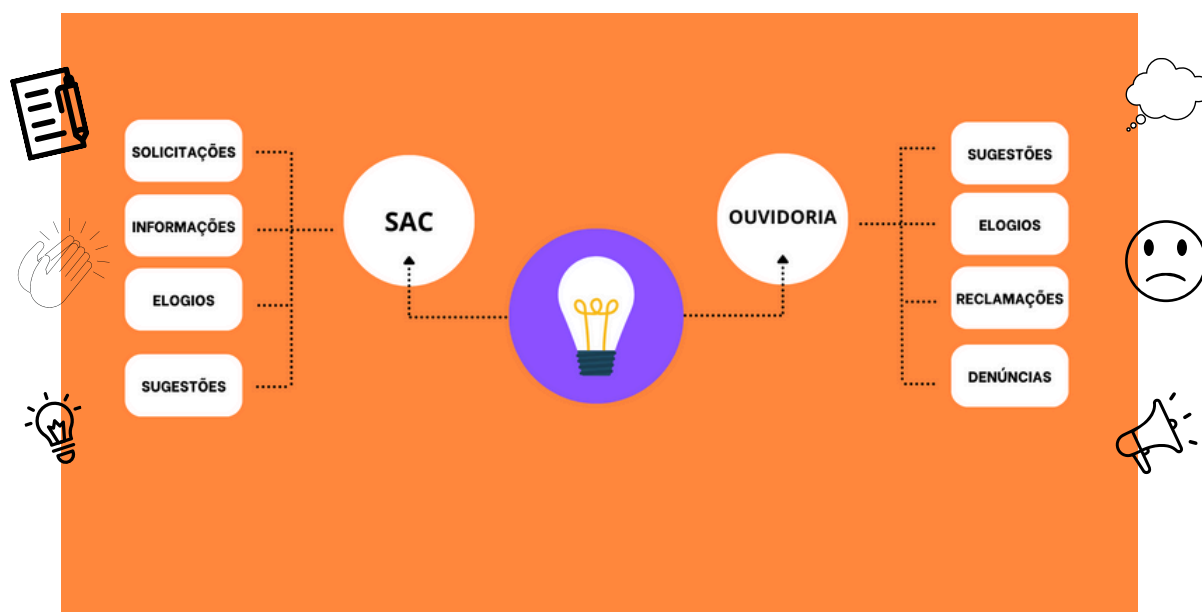 SOLICITAÇÕES
INFORMAÇÕES
ELOGIOS
SUGESTÕES
SAC
OUVIDORIA
SUGESTÕES
ELOGIOS
RECLAMAÇÕES
DENÚNCIAS